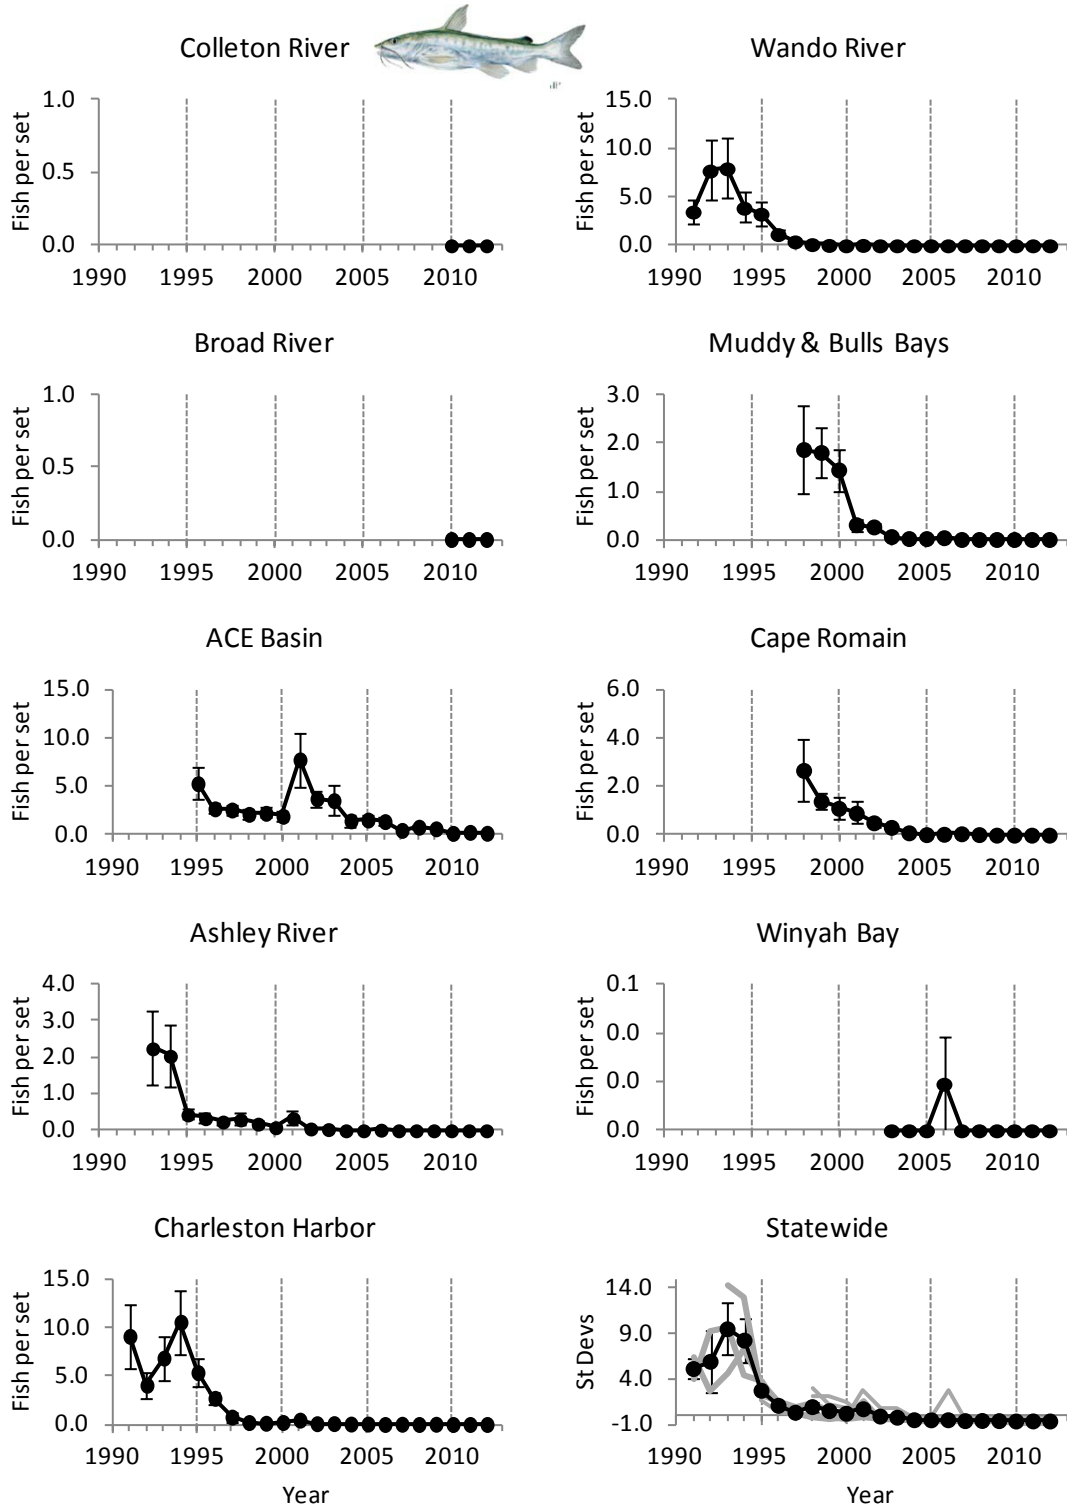 Colleton River
Fish per set
1.0
0.5
0.0
1990 1995 2000 2005 2010
Wando River
Fish per set
15.0
10.0
5.0
0.0
1990 1995 2000 2005 2010
Broad River
Fish per set
1.0
0.5
0.0
1990 1995 2000 2005 2010
Muddy & Bulls Bays
Fish per set
3.0
2.0
1.0
0.0
1990 1995 2000 2005 2010
ACE Basin
Fish per set
15.0
10.0
5.0
0.0
1990 1995 2000 2005 2010
Cape Romain
Fish per set
6.0
4.0
2.0
0.0
1990 1995 2000 2005 2010
Ashley River
Fish per set
4.0
3.0
2.0
1.0
0.0
1990 1995 2000 2005 2010
Winyah Bay
Fish per set
0.1
0.0
0.0
0.0
1990 1995 2000 2005 2010
Charleston Harbor
Fish per set
15.0
10.0
5.0
0.0
1990 1995 2000 2005 2010
Year
Statewide
St Devs
14.0
9.0
4.0
-1.0
1990 1995 2000 2005 2010
Year